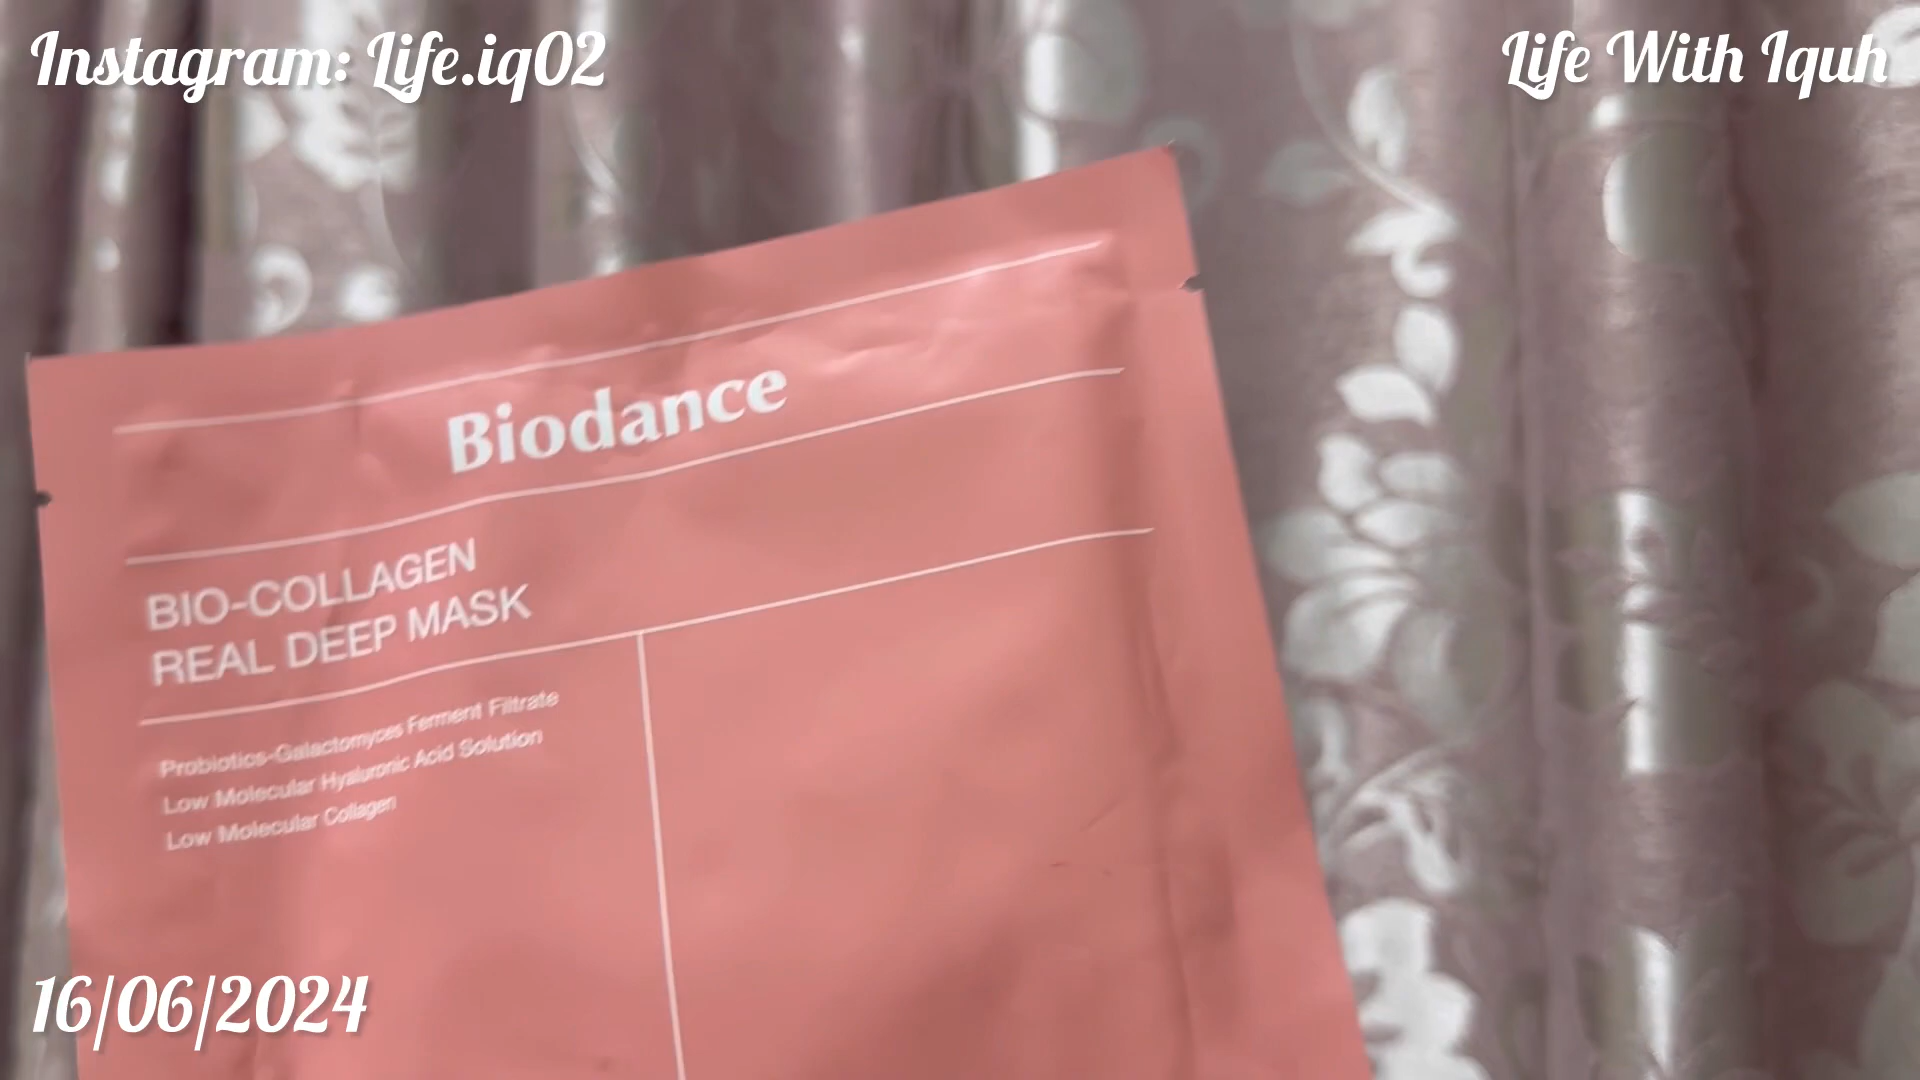 Instagram: Life.iq02
Life With Iquh
Biodance
BIO-COLLAGEN
REAL DEEP MASK
Probiotics-Galactomyces Ferment Filtrate
Low Molecular Hyaluronic Acid Solution
Low Molecular Collagen
16/06/2024